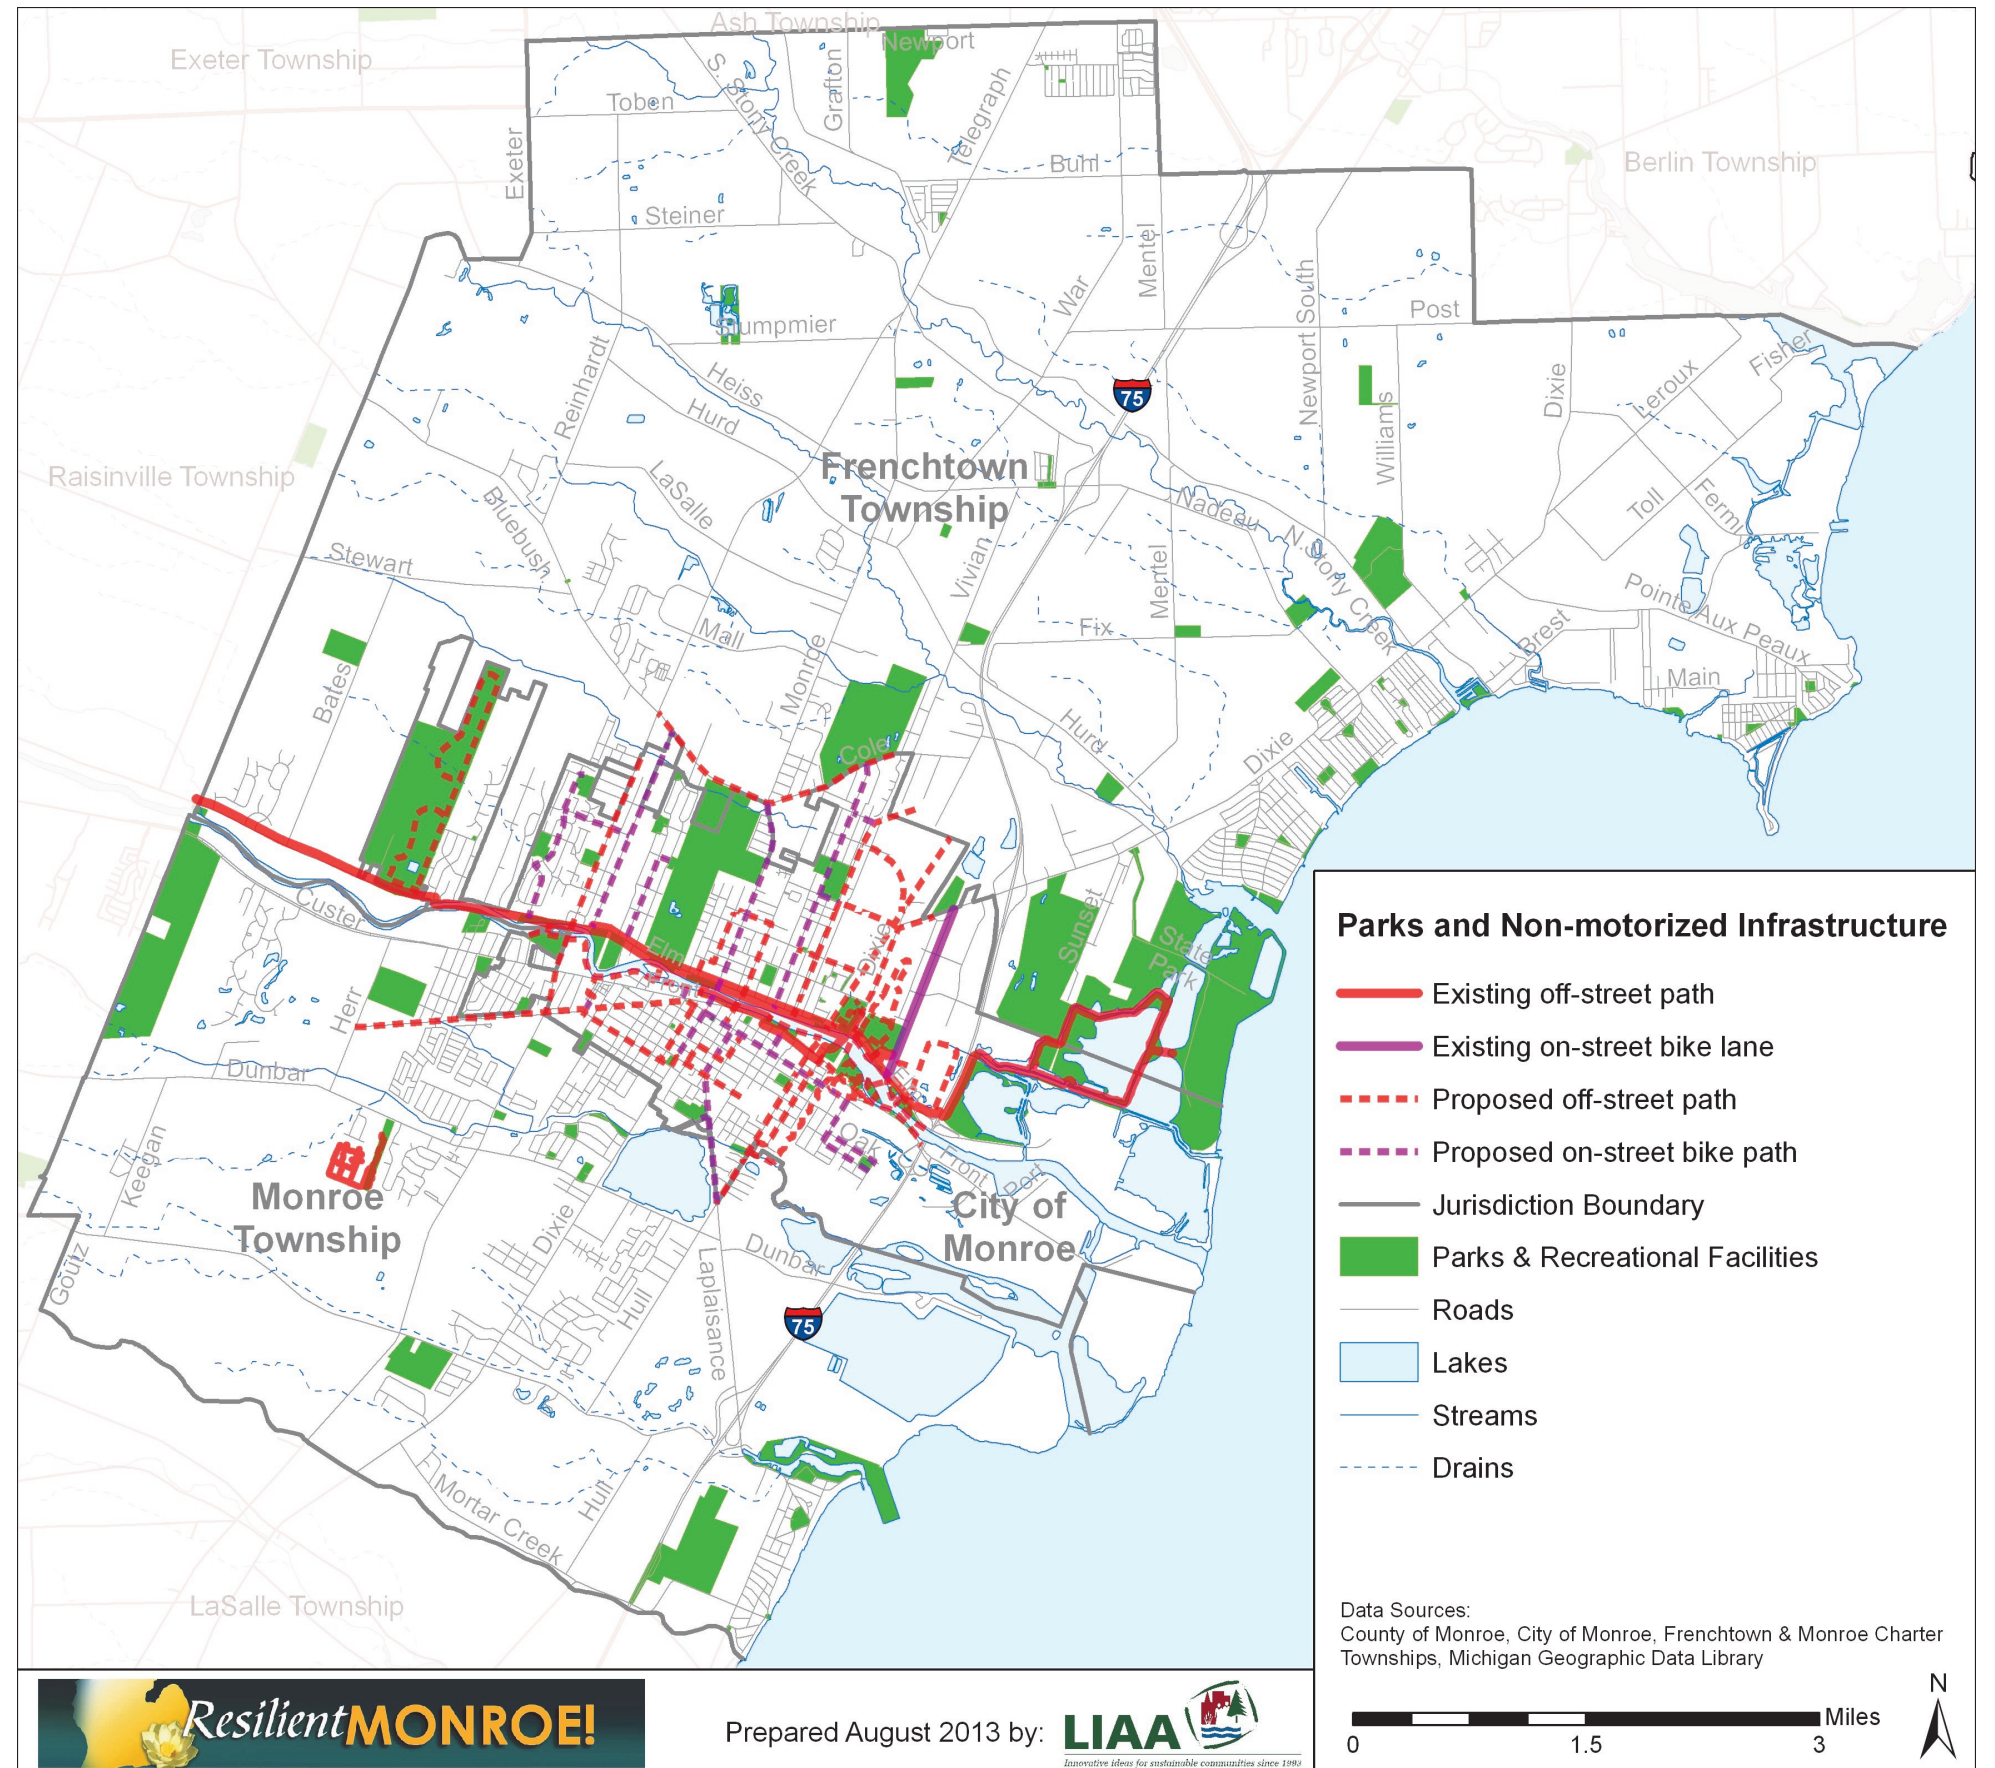 Ash Township
Exeter Township
Newport
Toben
S. Stony Creek
Grafton
Telegraph
Exeter
Buhl
Berlin Township
Steiner
Mentel
War
Newport South
Post
Stumpmier
Fisher
Reinhardt
Heiss
Hurd
75
Dixie
Leroux
Williams
Raisinville Township
LaSalle
Frenchtown
Township
Bluebush
Nadeau
Toll
Fermi
Stewart
Vivian
Mentel
N. Stony Creek
Pointe Aux Peaux
Mall
Fix
Brest
Monroe
Main
Bates
Hurd
Cole
Dixie
Custer
Elm
Front
Dixie
Sunset
State
Park
Herr
Dunbar
Elm
Oak
Keegan
Front
Port
Monroe
Township
City of
Monroe
Dixie
Goutz
Laplaisance
Dunbar
Hull
75
Mortar Creek
Hull
LaSalle Township
Parks and Non-motorized Infrastructure
Existing off-street path
Existing on-street bike lane
Proposed off-street path
Proposed on-street bike path
Jurisdiction Boundary
Parks & Recreational Facilities
Roads
Lakes
Streams
Drains
Data Sources:
County of Monroe, City of Monroe, Frenchtown & Monroe Charter
Townships, Michigan Geographic Data Library
Miles
0 1.5 3
N
ResilientMONROE!
Prepared August 2013 by:
LIAA
Innovative ideas for sustainable communities since 1993